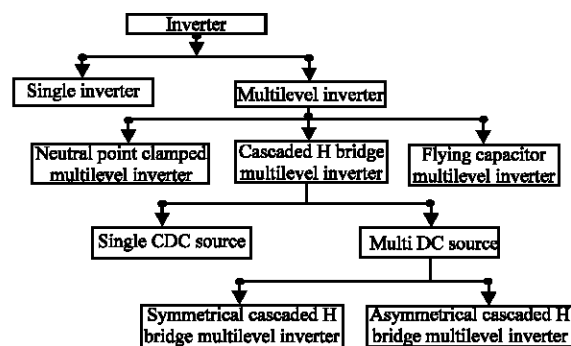 Inverter
Single inverter
Multilevel inverter
Neutral point clamped
multilevel inverter
Cascaded H bridge
multilevel inverter
Flying capacitor
multilevel inverter
Single CDC source
Multi DC source
Symmetrical cascaded H
bridge multilevel inverter
Asymmetrical cascaded H
bridge multilevel inverter